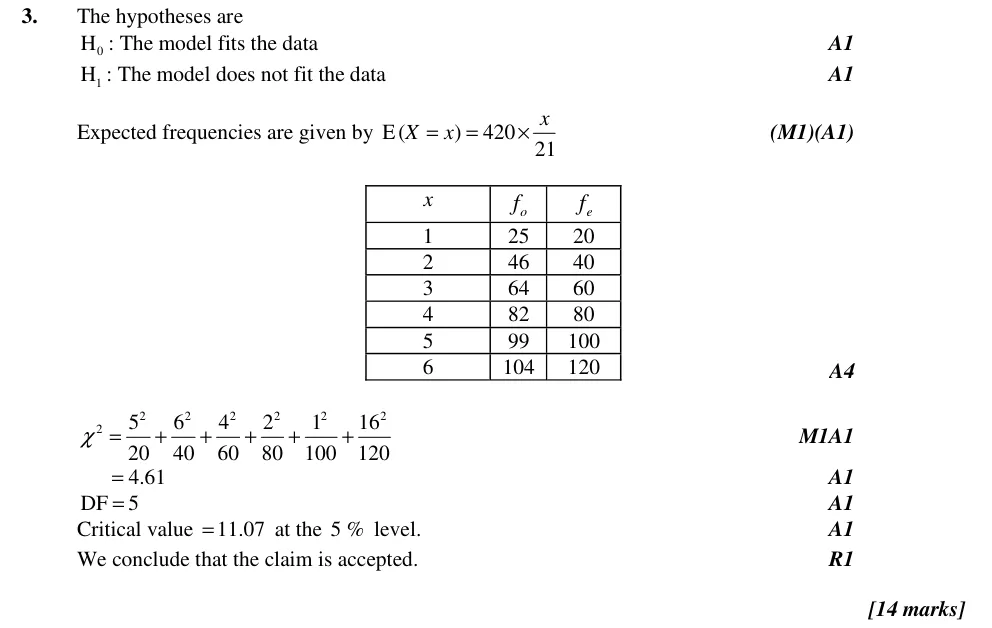 3. The hypotheses are
H₀ : The model fits the data A1
H₁ : The model does not fit the data A1
Expected frequencies are given by E(X = x) = 420 × x/21 (M1)(A1)
x fₒ fₑ
1 25 20
2 46 40
3 64 60
4 82 80
5 99 100
6 104 120
A4
χ² = 5²/20 + 6²/40 + 4²/60 + 2²/80 + 1²/100 + 16²/120 M1A1
= 4.61 A1
DF = 5 A1
Critical value = 11.07 at the 5 % level. A1
We conclude that the claim is accepted. R1
[14 marks]